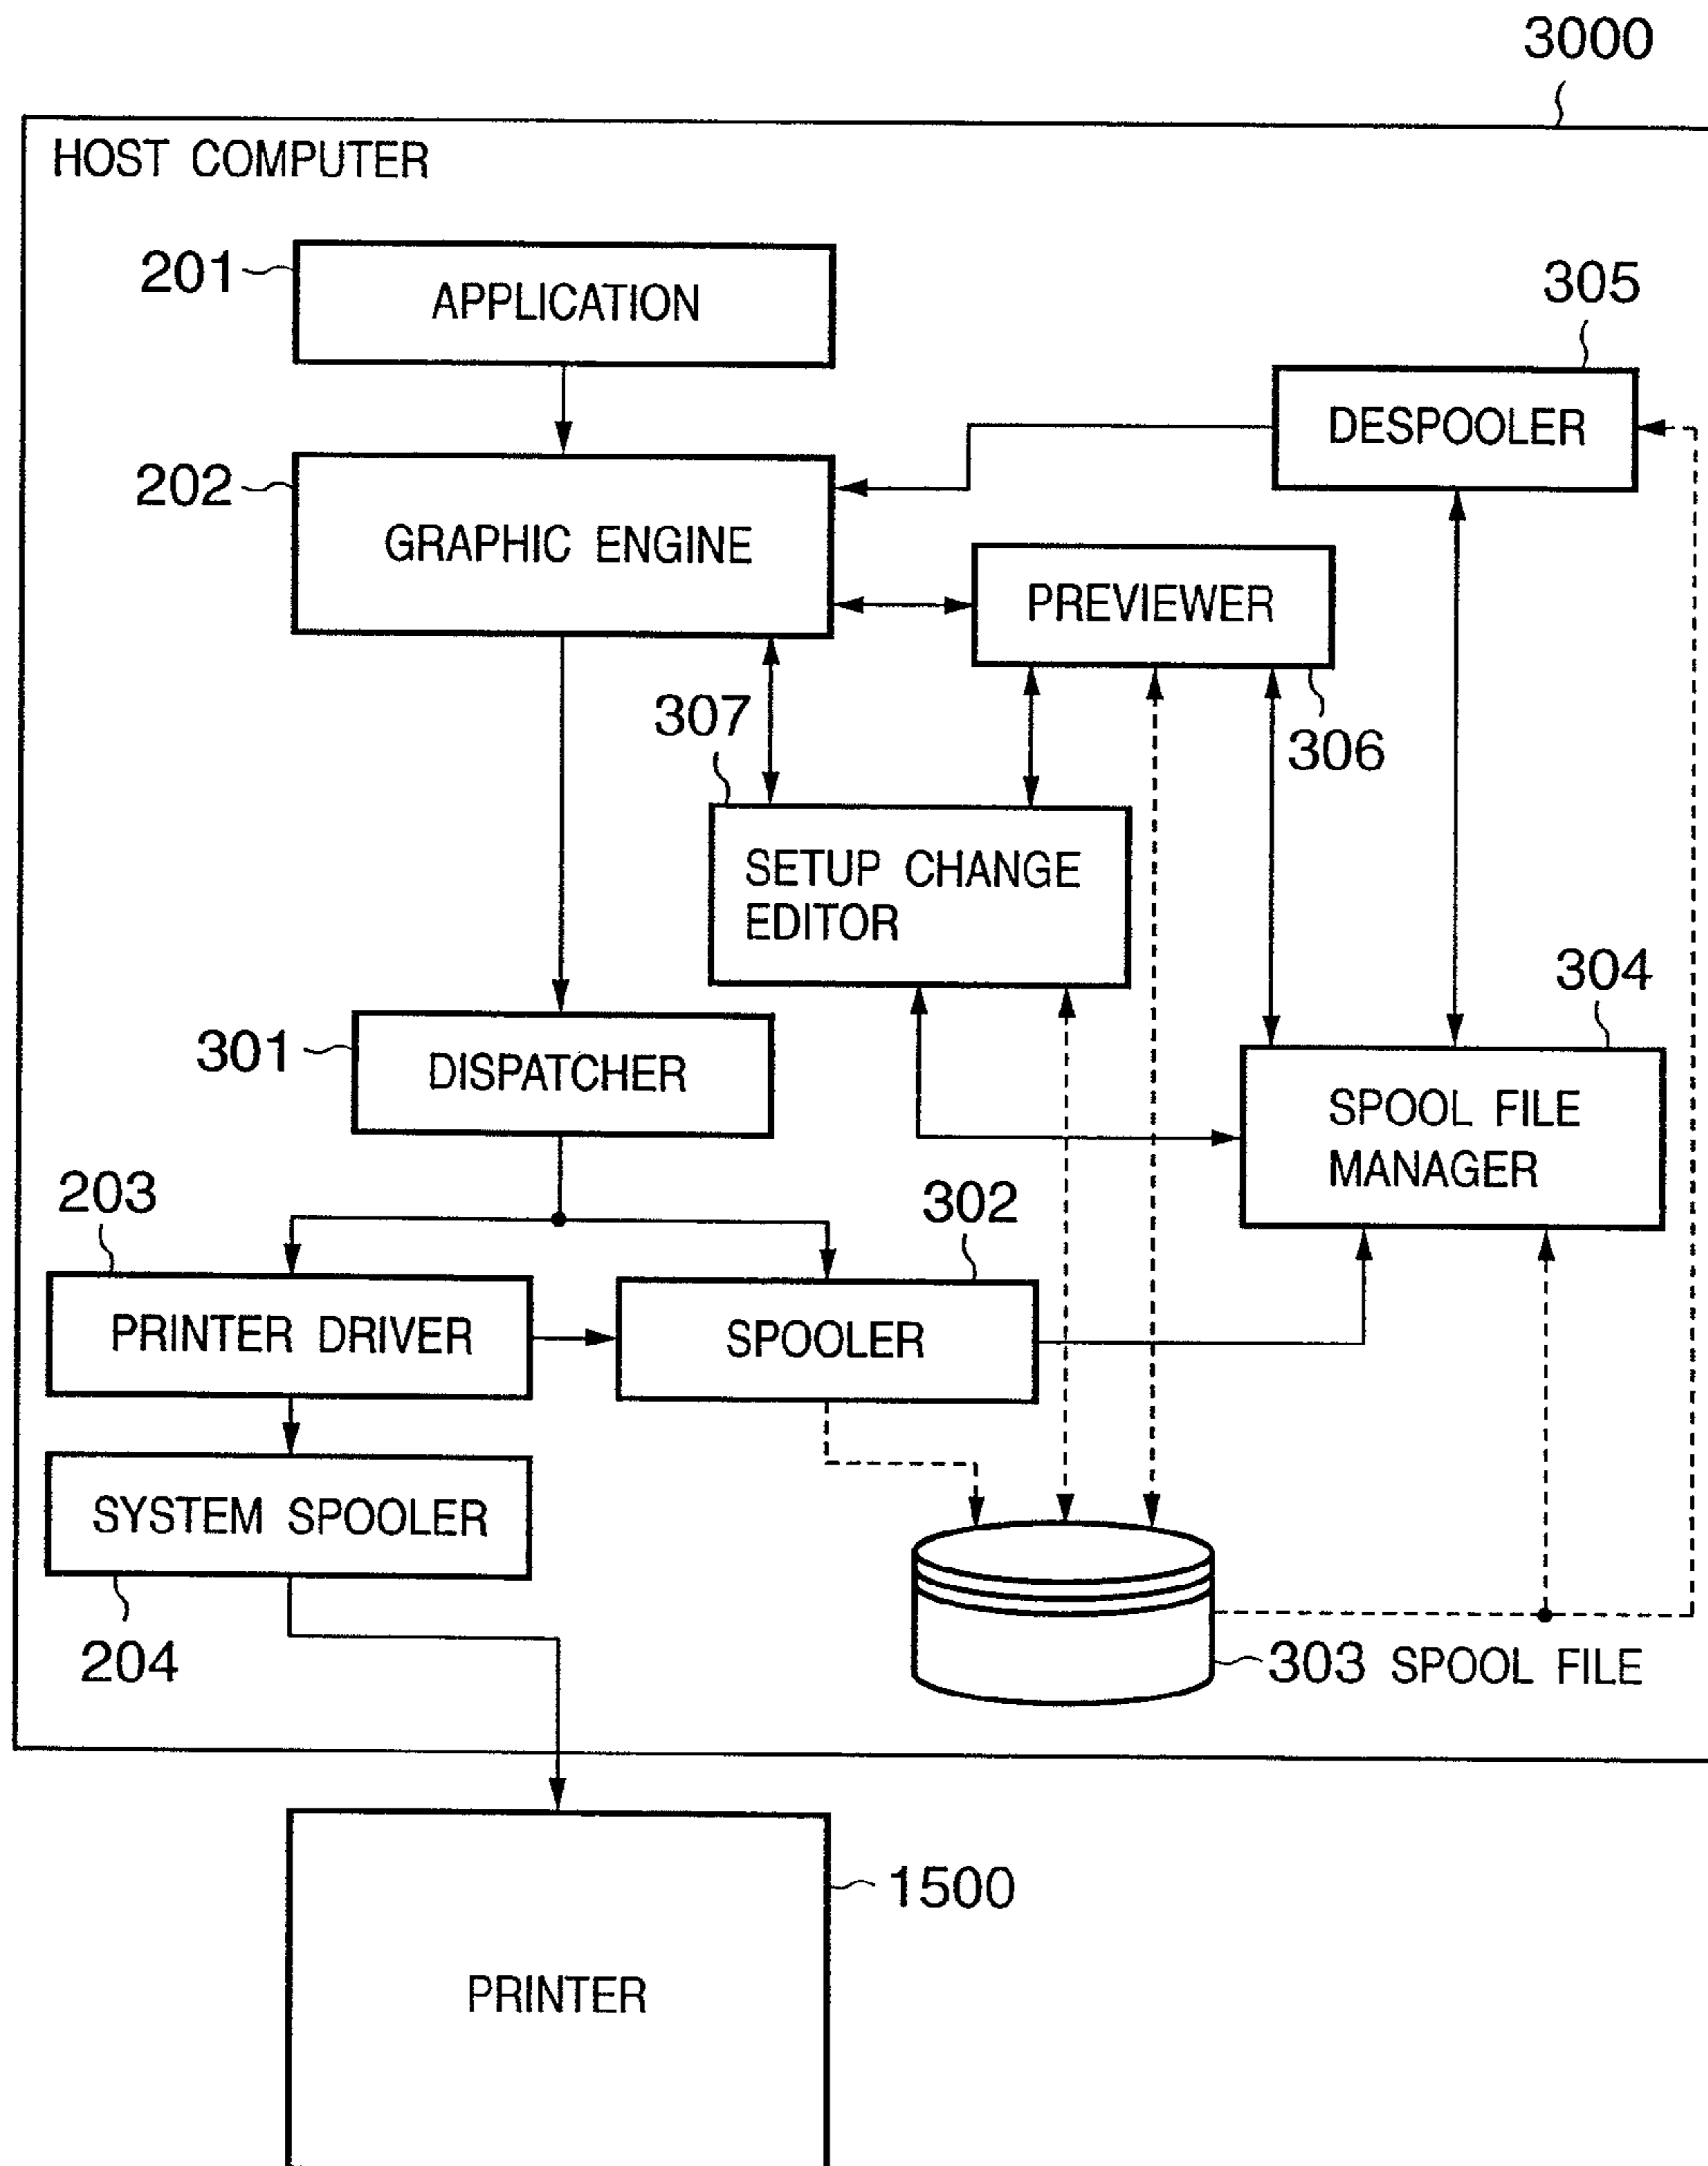 3000
HOST COMPUTER
201
APPLICATION
305
DESPOOLER
202
GRAPHIC ENGINE
PREVIEWER
307
306
SETUP CHANGE
EDITOR
304
301
DISPATCHER
SPOOL FILE
MANAGER
203
302
PRINTER DRIVER
SPOOLER
SYSTEM SPOOLER
204
303 SPOOL FILE
1500
PRINTER